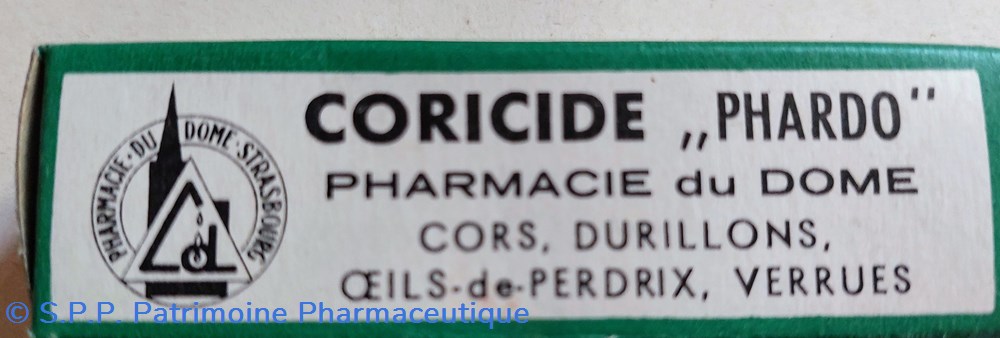 PHARMACIE · DU DOME · STRASBOURG
CORICIDE „PHARDO“
PHARMACIE du DOME
CORS, DURILLONS,
ŒILS-de-PERDRIX, VERRUES
© S.P.P. Patrimoine Pharmaceutique